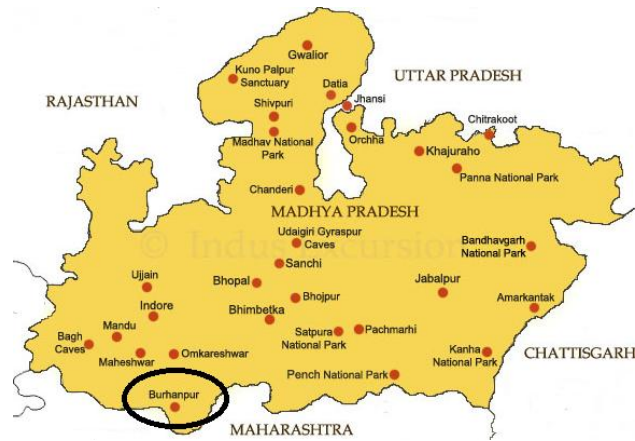 Gwalior
Kuno Palpur
Sanctuary
Datia
UTTAR PRADESH
RAJASTHAN
Shivpuri
Jhansi
Chitrakoot
Madhav National
Park
Orchha
Khajuraho
Panna National Park
Chanderi
MADHYA PRADESH
Udaigiri Gyraspur
Caves
© Indus Excursion
Bandhavgarh
National Park
Sanchi
Ujjain
Bhopal
Jabalpur
Bhojpur
Amarkantak
Indore
Bhimbetka
Mandu
Satpura
National Park
Pachmarhi
Bagh
Caves
Maheshwar
Omkareshwar
Kanha
National Park
CHATTISGARH
Pench National Park
Burhanpur
MAHARASHTRA